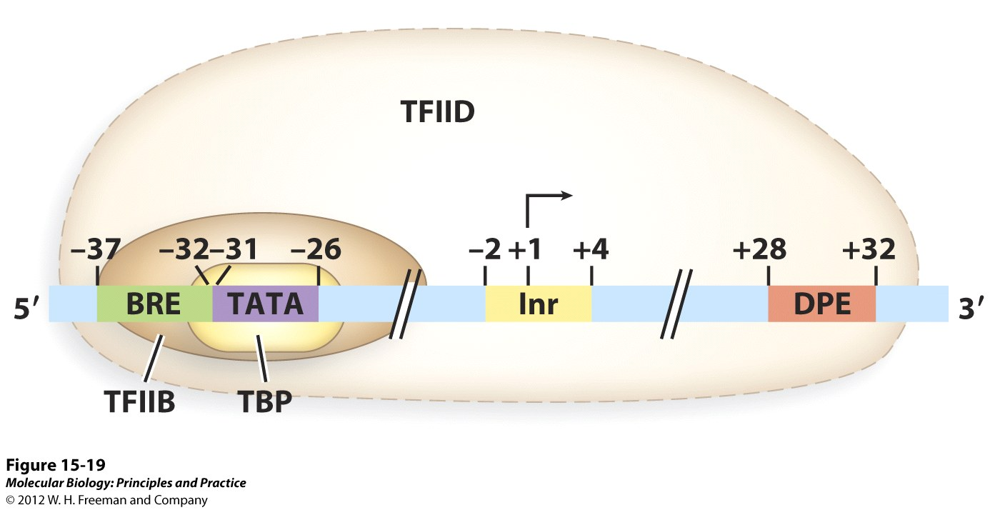 TFIID
–37 –32 –31 –26 –2 +1 +4 +28 +32
5′ BRE TATA Inr DPE 3′
TFIIB TBP
Figure 15-19
Molecular Biology: Principles and Practice
© 2012 W. H. Freeman and Company